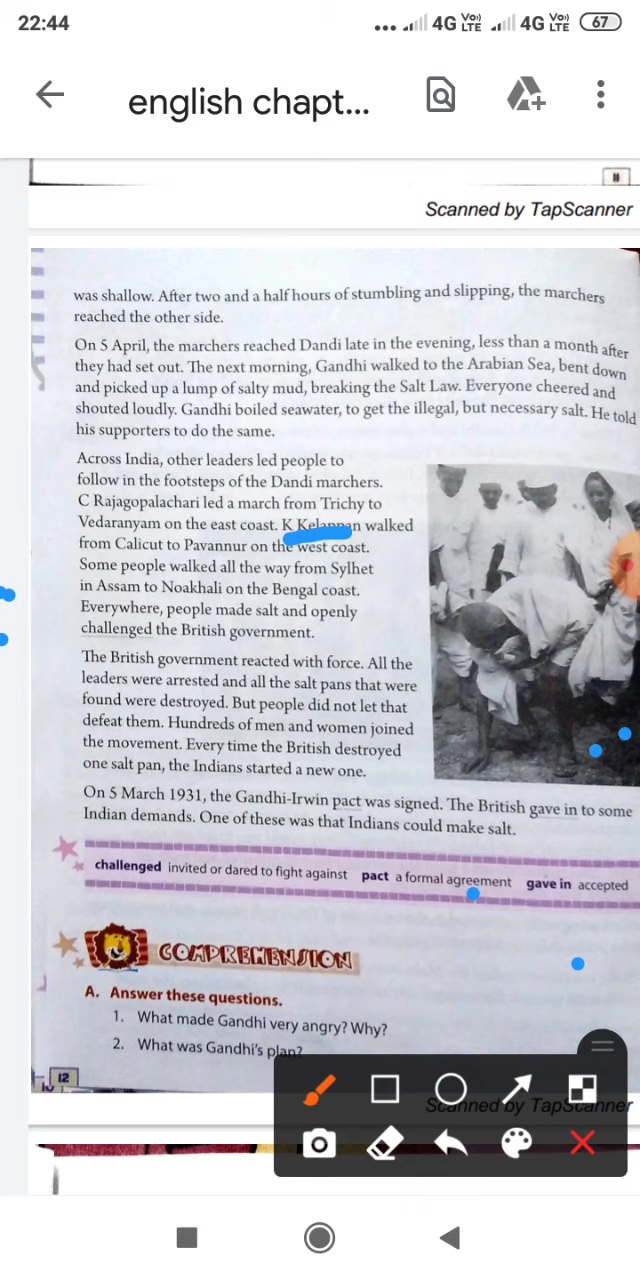 22:44
4G VoLTE 4G VoLTE 67
english chapt...
Scanned by TapScanner
was shallow. After two and a half hours of stumbling and slipping, the marchers
reached the other side.
On 5 April, the marchers reached Dandi late in the evening, less than a month after
they had set out. The next morning, Gandhi walked to the Arabian Sea, bent down
and picked up a lump of salty mud, breaking the Salt Law. Everyone cheered and
shouted loudly. Gandhi boiled seawater, to get the illegal, but necessary salt. He told
his supporters to do the same.
Across India, other leaders led people to
follow in the footsteps of the Dandi marchers.
C Rajagopalachari led a march from Trichy to
Vedaranyam on the east coast. K Kelappan walked
from Calicut to Pavannur on the west coast.
Some people walked all the way from Sylhet
in Assam to Noakhali on the Bengal coast.
Everywhere, people made salt and openly
challenged the British government.
The British government reacted with force. All the
leaders were arrested and all the salt pans that were
found were destroyed. But people did not let that
defeat them. Hundreds of men and women joined
the movement. Every time the British destroyed
one salt pan, the Indians started a new one.
On 5 March 1931, the Gandhi-Irwin pact was signed. The British gave in to some
Indian demands. One of these was that Indians could make salt.
challenged invited or dared to fight against pact a formal agreement gave in accepted
COMPREHENSION
A. Answer these questions.
1. What made Gandhi very angry? Why?
2. What was Gandhi's plan?
12
Scanned by TapScanner